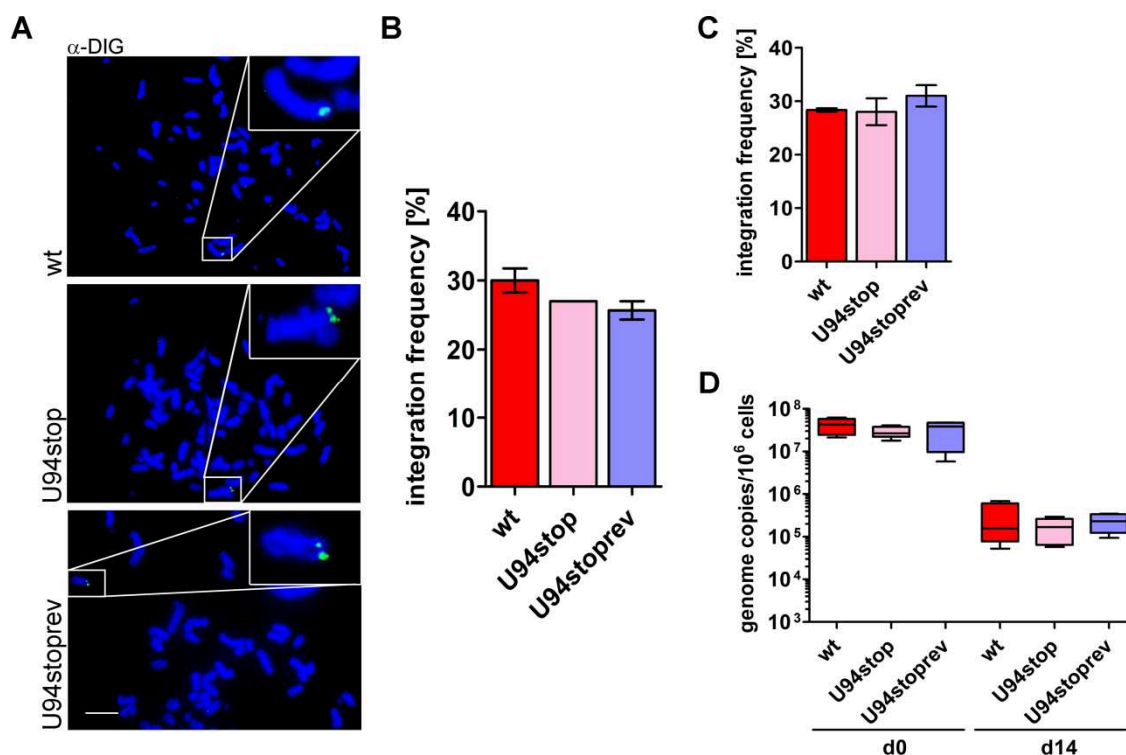 A
α-DIG
wt
U94stop
U94stoprev
B
integration frequency [%]
40
30
20
10
0
wt
U94stop
U94stoprev
C
integration frequency [%]
40
30
20
10
0
wt
U94stop
U94stoprev
D
genome copies/10⁶ cells
10⁸
10⁷
10⁶
10⁵
10⁴
10³
wt
U94stop
U94stoprev
wt
U94stop
U94stoprev
d0
d14